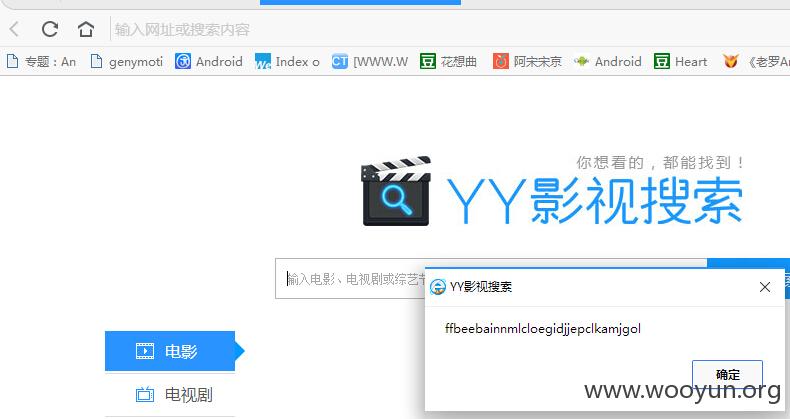 输入网址或搜索内容
专题：An genymoti Android Index o [WWW.W 花想曲 阿宋宋京 Android Heart 《老罗An
你想看的，都能找到！
YY影视搜索
输入电影、电视剧或综艺节
YY影视搜索
ffbeebainnmlcloegidjjepclkamjgol
确定
电影
电视剧
www.wooyun.org